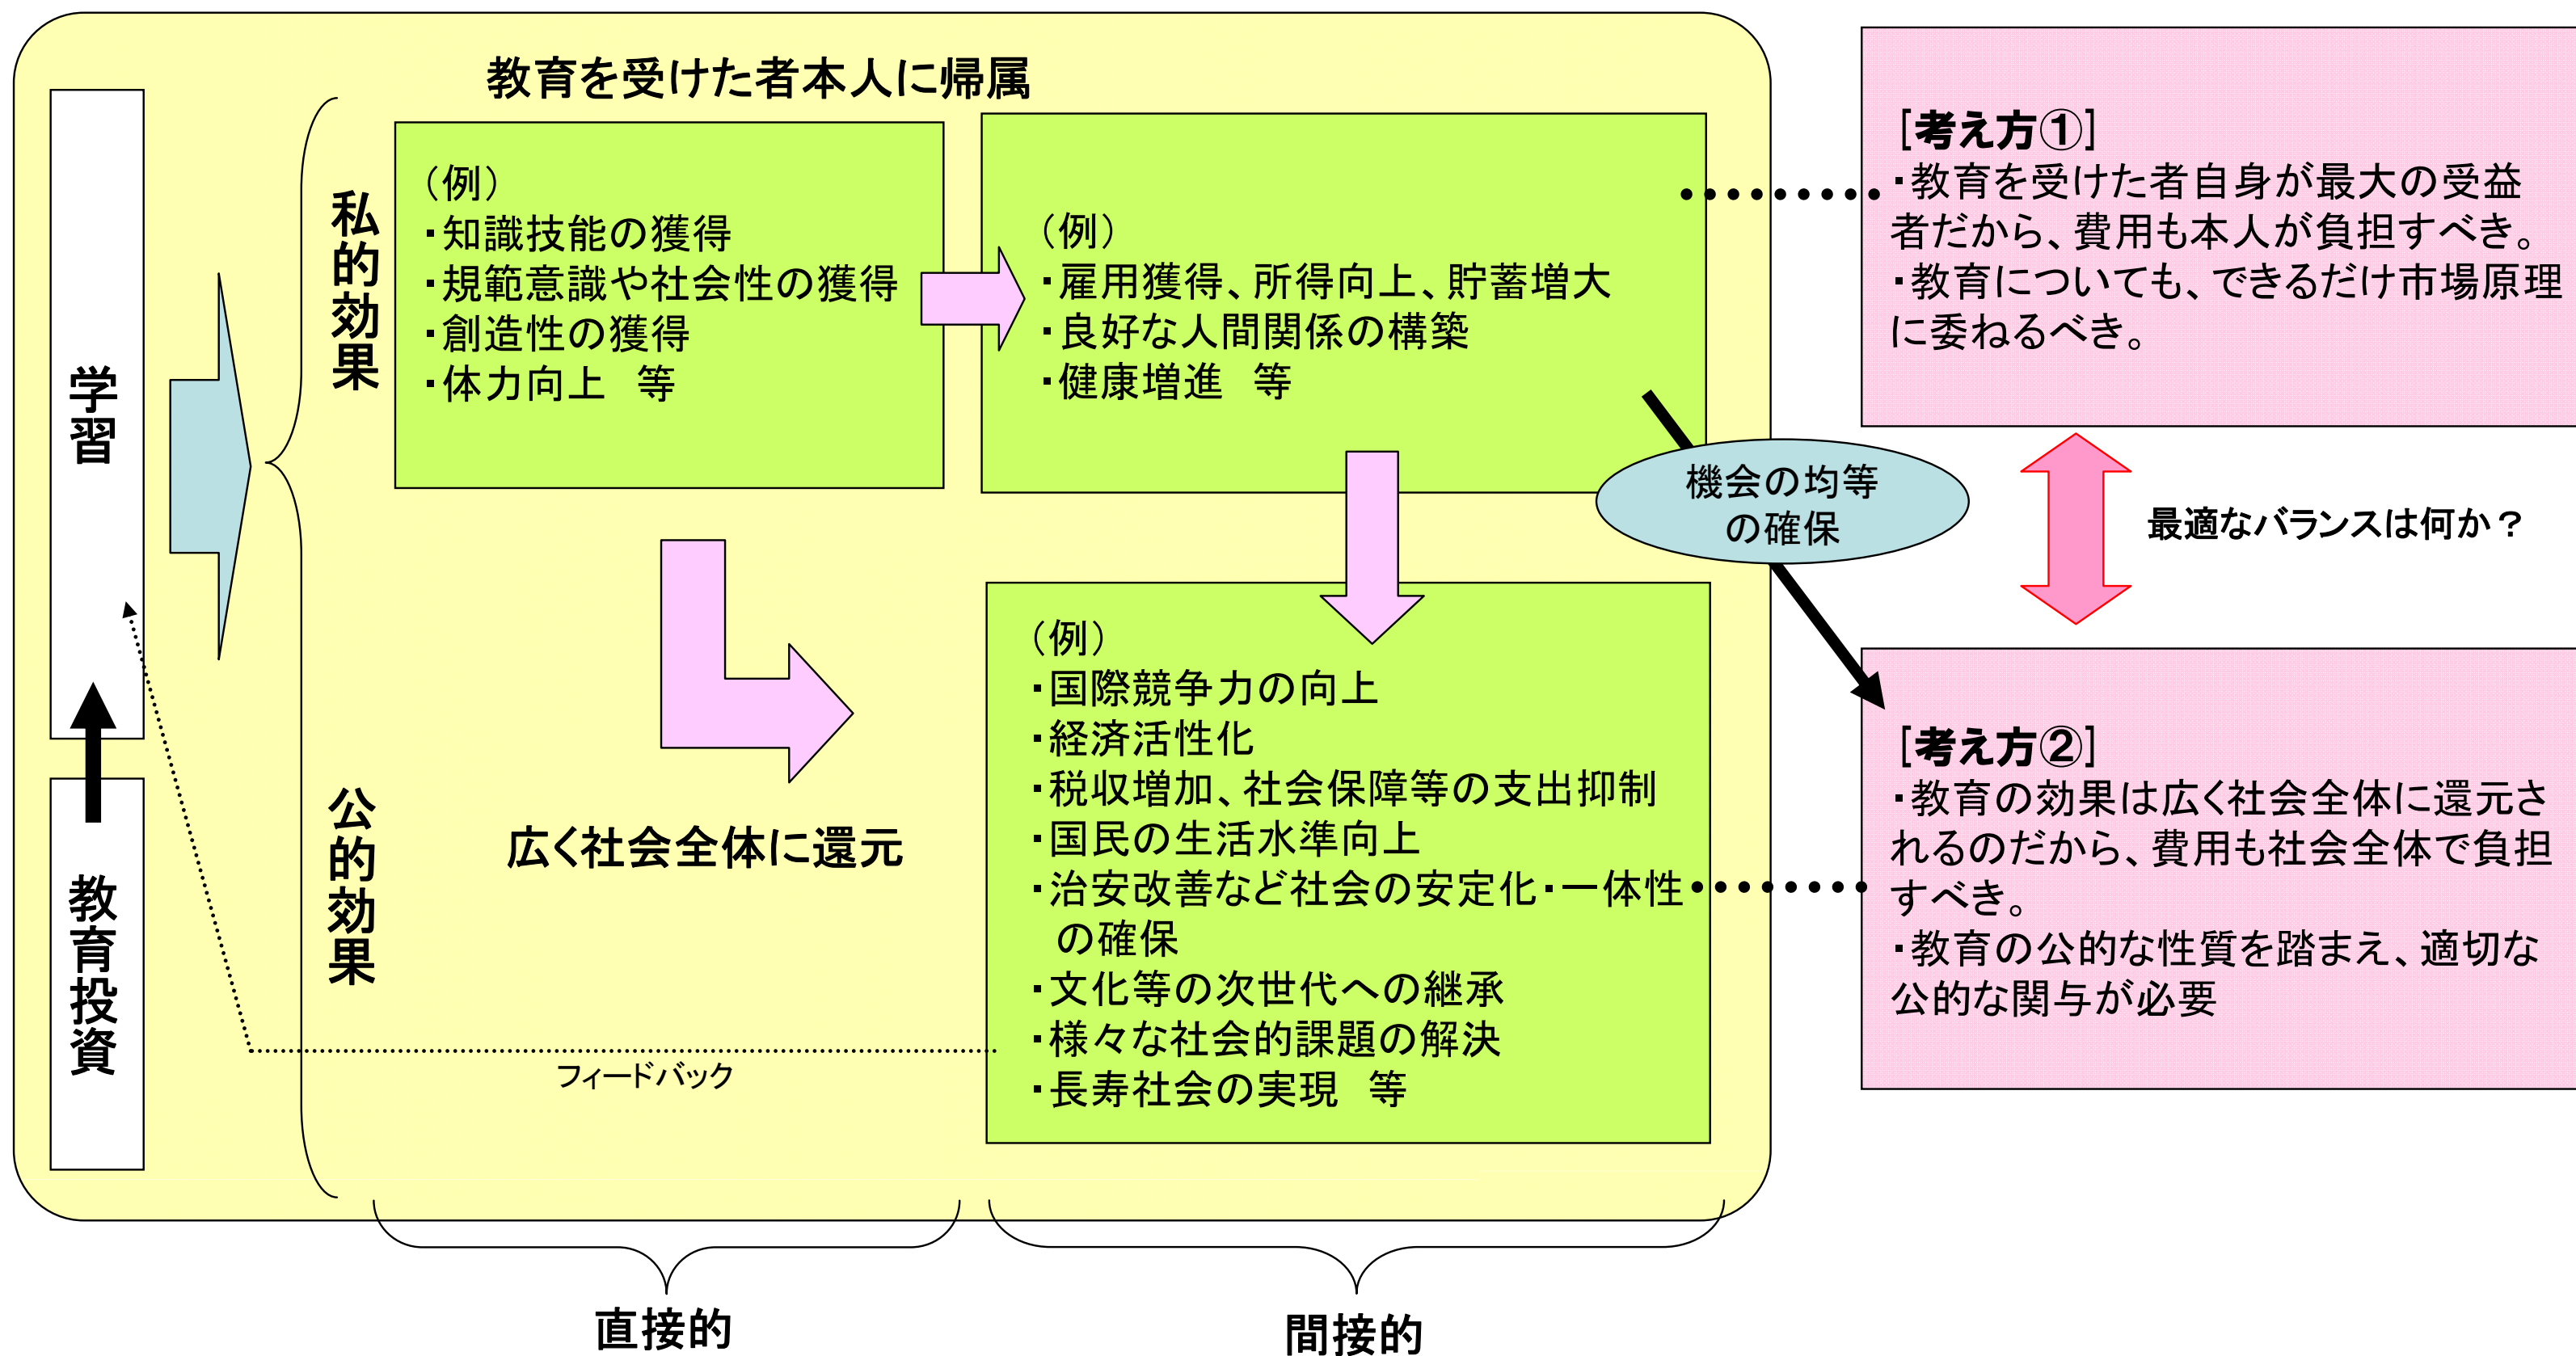 教育を受けた者本人に帰属
学習
教育投資
私的効果
公的効果
（例）
・知識技能の獲得
・規範意識や社会性の獲得
・創造性の獲得
・体力向上　等
（例）
・雇用獲得、所得向上、貯蓄増大
・良好な人間関係の構築
・健康増進　等
広く社会全体に還元
（例）
・国際競争力の向上
・経済活性化
・税収増加、社会保障等の支出抑制
・国民の生活水準向上
・治安改善など社会の安定化・一体性
の確保
・文化等の次世代への継承
・様々な社会的課題の解決
・長寿社会の実現　等
フィードバック
直接的
間接的
[考え方①]
・教育を受けた者自身が最大の受益
者だから、費用も本人が負担すべき。
・教育についても、できるだけ市場原理
に委ねるべき。
機会の均等
の確保
最適なバランスは何か？
[考え方②]
・教育の効果は広く社会全体に還元さ
れるのだから、費用も社会全体で負担
すべき。
・教育の公的な性質を踏まえ、適切な
公的な関与が必要